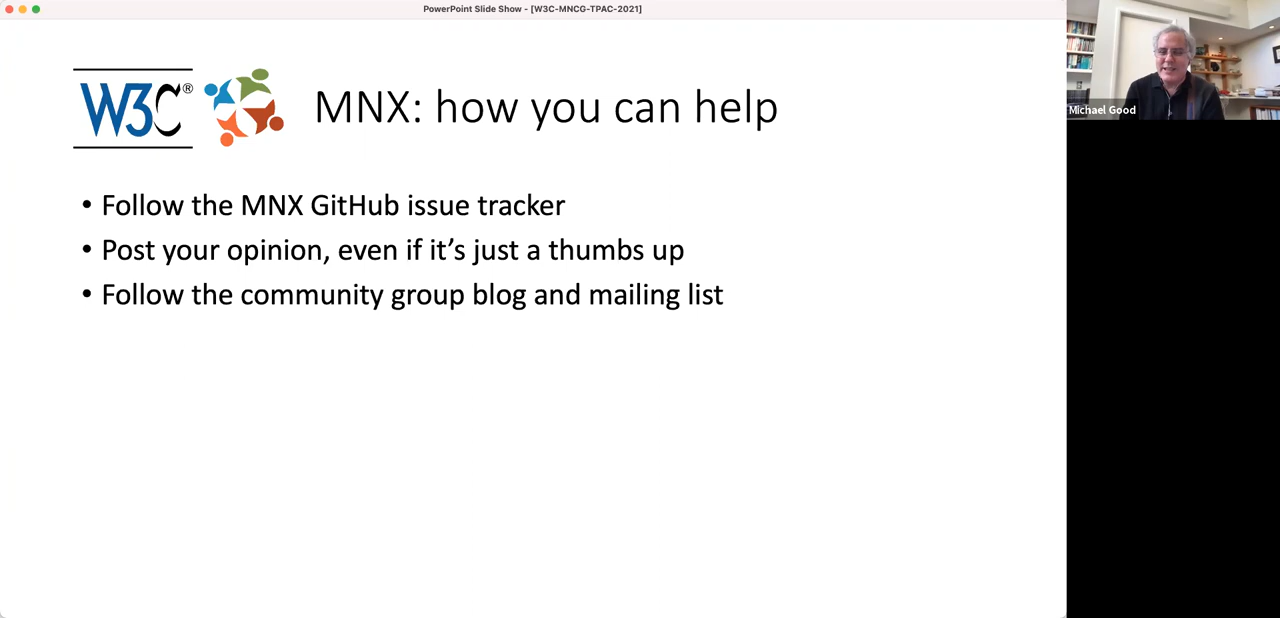 PowerPoint Slide Show - [W3C-MNCG-TPAC-2021]
W3C®
MNX: how you can help
• Follow the MNX GitHub issue tracker
• Post your opinion, even if it’s just a thumbs up
• Follow the community group blog and mailing list
Michael Good